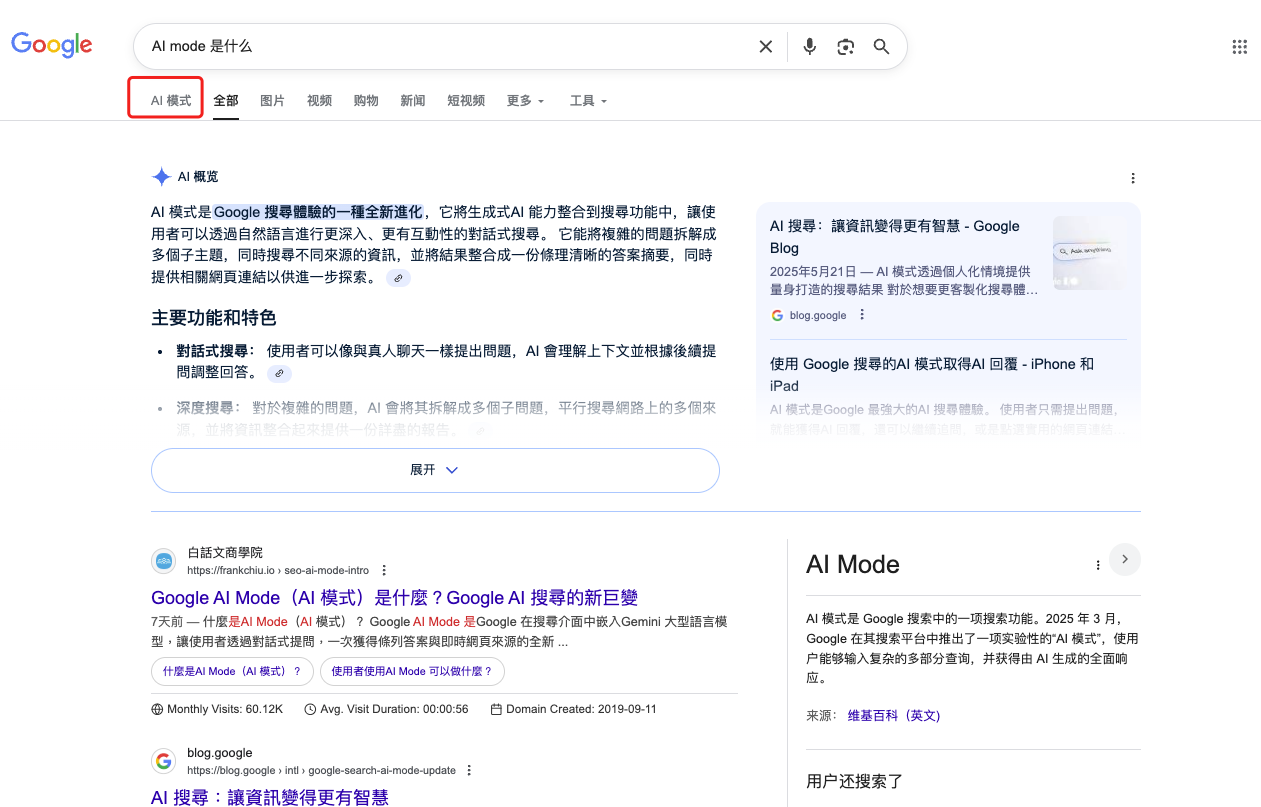 Google
AI mode 是什么
AI 模式 全部 图片 视频 购物 新闻 短视频 更多 工具
AI 概览
AI 模式是Google 搜尋體驗的一種全新進化，它將生成式AI 能力整合到搜尋功能中，讓使
用者可以透過自然語言進行更深入、更有互動性的對話式搜尋。 它能將複雜的問題拆解成
多個子主題，同時搜尋不同來源的資訊，並將結果整合成一份條理清晰的答案摘要，同時
提供相關網頁連結以供進一步探索。
主要功能和特色
• 對話式搜尋： 使用者可以像與真人聊天一樣提出問題，AI 會理解上下文並根據後續提
問調整回答。
• 深度搜尋： 對於複雜的問題，AI 會將其拆解成多個子問題，平行搜尋網路上的多個來
源，並將資訊整合起來提供一份詳盡的報告。
展开
AI 搜尋：讓資訊變得更有智慧 - Google
Blog
2025年5月21日 — AI 模式透過個人化情境提供
量身打造的搜尋結果 對於想要更客製化搜尋體…
blog.google
Ask anything
使用 Google 搜尋的AI 模式取得AI 回覆 - iPhone 和
iPad
AI 模式是Google 最強大的AI 搜尋體驗。 使用者只需提出問題，
就能獲得AI 回覆，還可以繼續追問，或是點選實用的網頁連結…
白話文商學院
https://frankchiu.io › seo-ai-mode-intro
Google AI Mode（AI 模式）是什麼？Google AI 搜尋的新巨變
7天前 — 什麼是AI Mode（AI 模式）？ Google AI Mode 是Google 在搜尋介面中嵌入Gemini 大型語言模
型，讓使用者透過對話式提問，一次獲得條列答案與即時網頁來源的全新 ...
什麼是AI Mode（AI 模式）？ 使用者使用AI Mode 可以做什麼？
Monthly Visits: 60.12K Avg. Visit Duration: 00:00:56 Domain Created: 2019-09-11
blog.google
https://blog.google › intl › google-search-ai-mode-update
AI 搜尋：讓資訊變得更有智慧
AI Mode
AI 模式是 Google 搜索中的一项搜索功能。2025 年 3 月，
Google 在其搜索平台中推出了一项实验性的“AI 模式”，使用
户能够输入复杂的多部分查询，并获得由 AI 生成的全面响
应。
来源： 维基百科（英文）
用户还搜索了